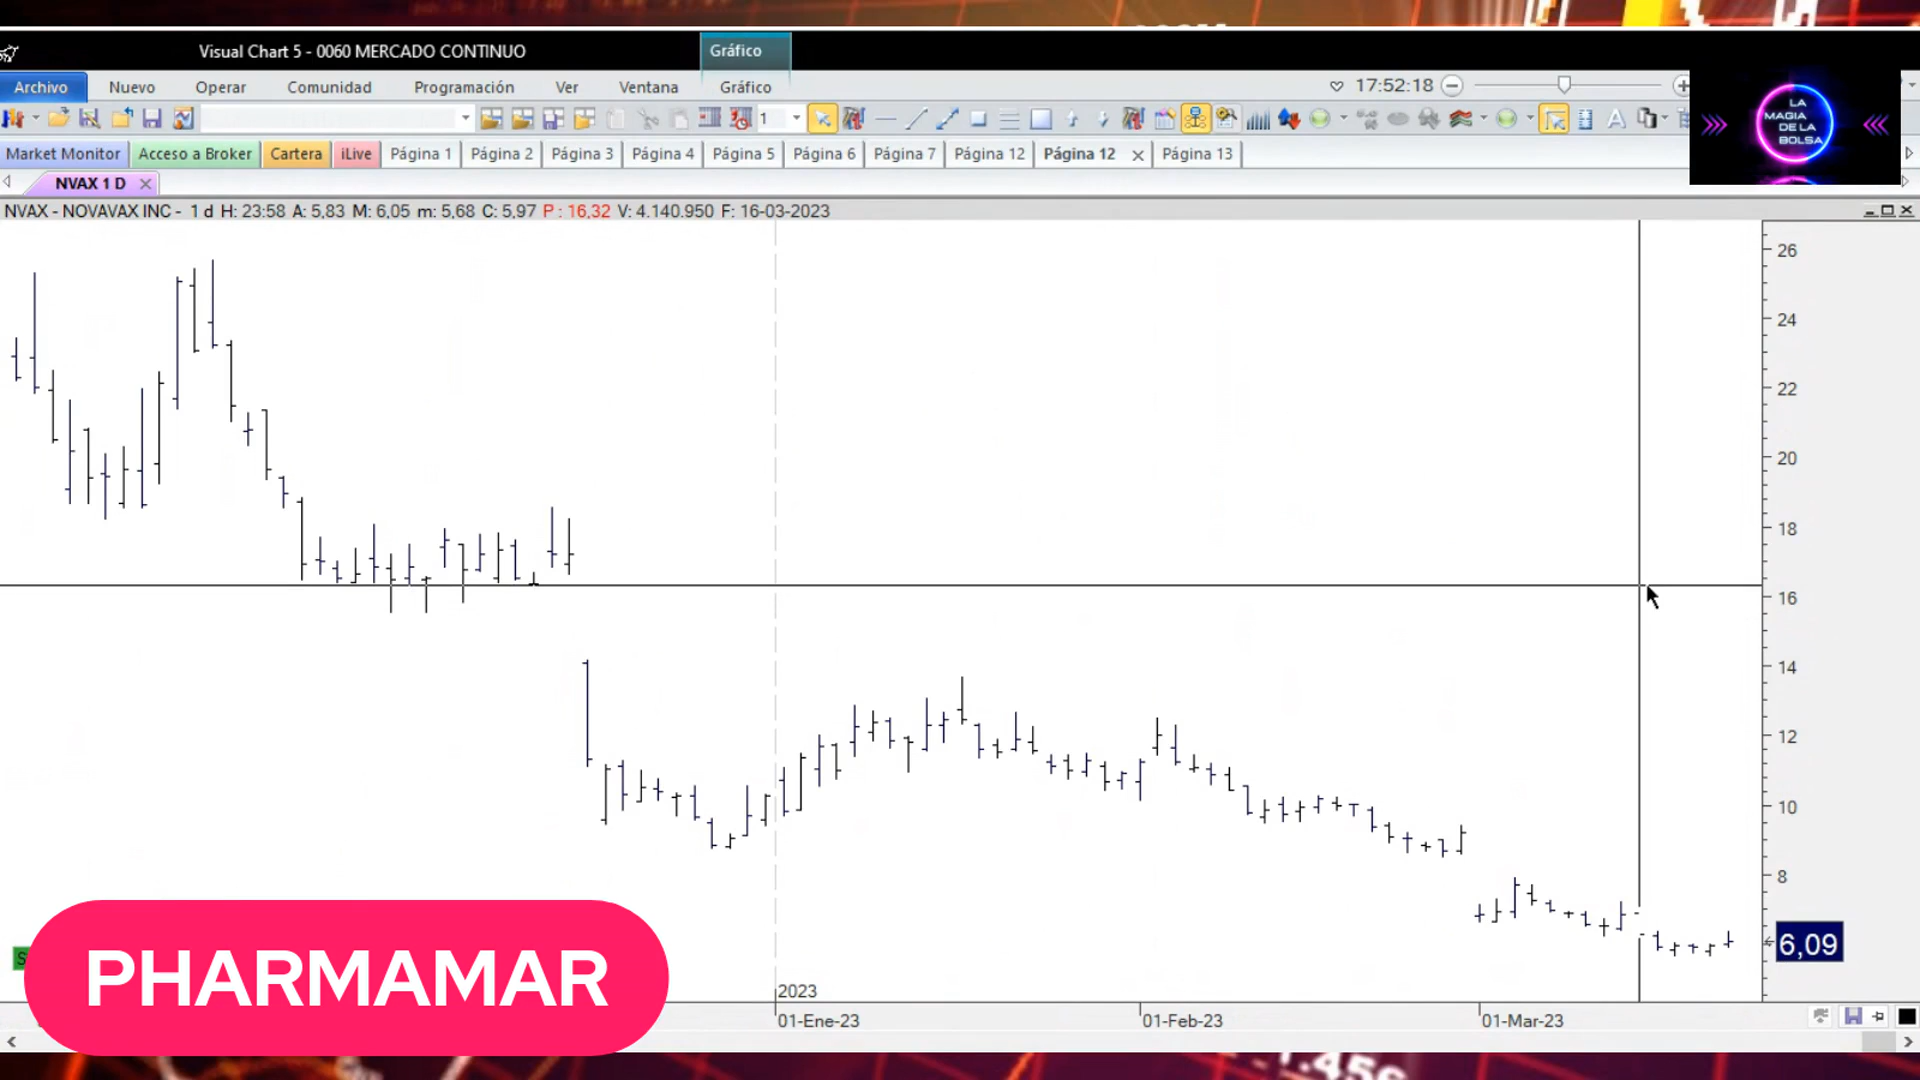 Visual Chart 5 - 0060 MERCADO CONTINUO
Gráfico
Archivo Nuevo Operar Comunidad Programación Ver Ventana Gráfico 17:52:18
1
LA
MAGIA
DE LA
BOLSA
Market Monitor Acceso a Broker Cartera iLive Página 1 Página 2 Página 3 Página 4 Página 5 Página 6 Página 7 Página 12 Página 12 Página 13
NVAX 1 D
NVAX - NOVAVAX INC - 1 d H: 23:58 A: 5,83 M: 6,05 m: 5,68 C: 5,97 P : 16,32 V: 4.140.950 F: 16-03-2023
26
24
22
20
18
16
14
12
10
8
6,09
S
PHARMAMAR
2023
01-Ene-23 01-Feb-23 01-Mar-23